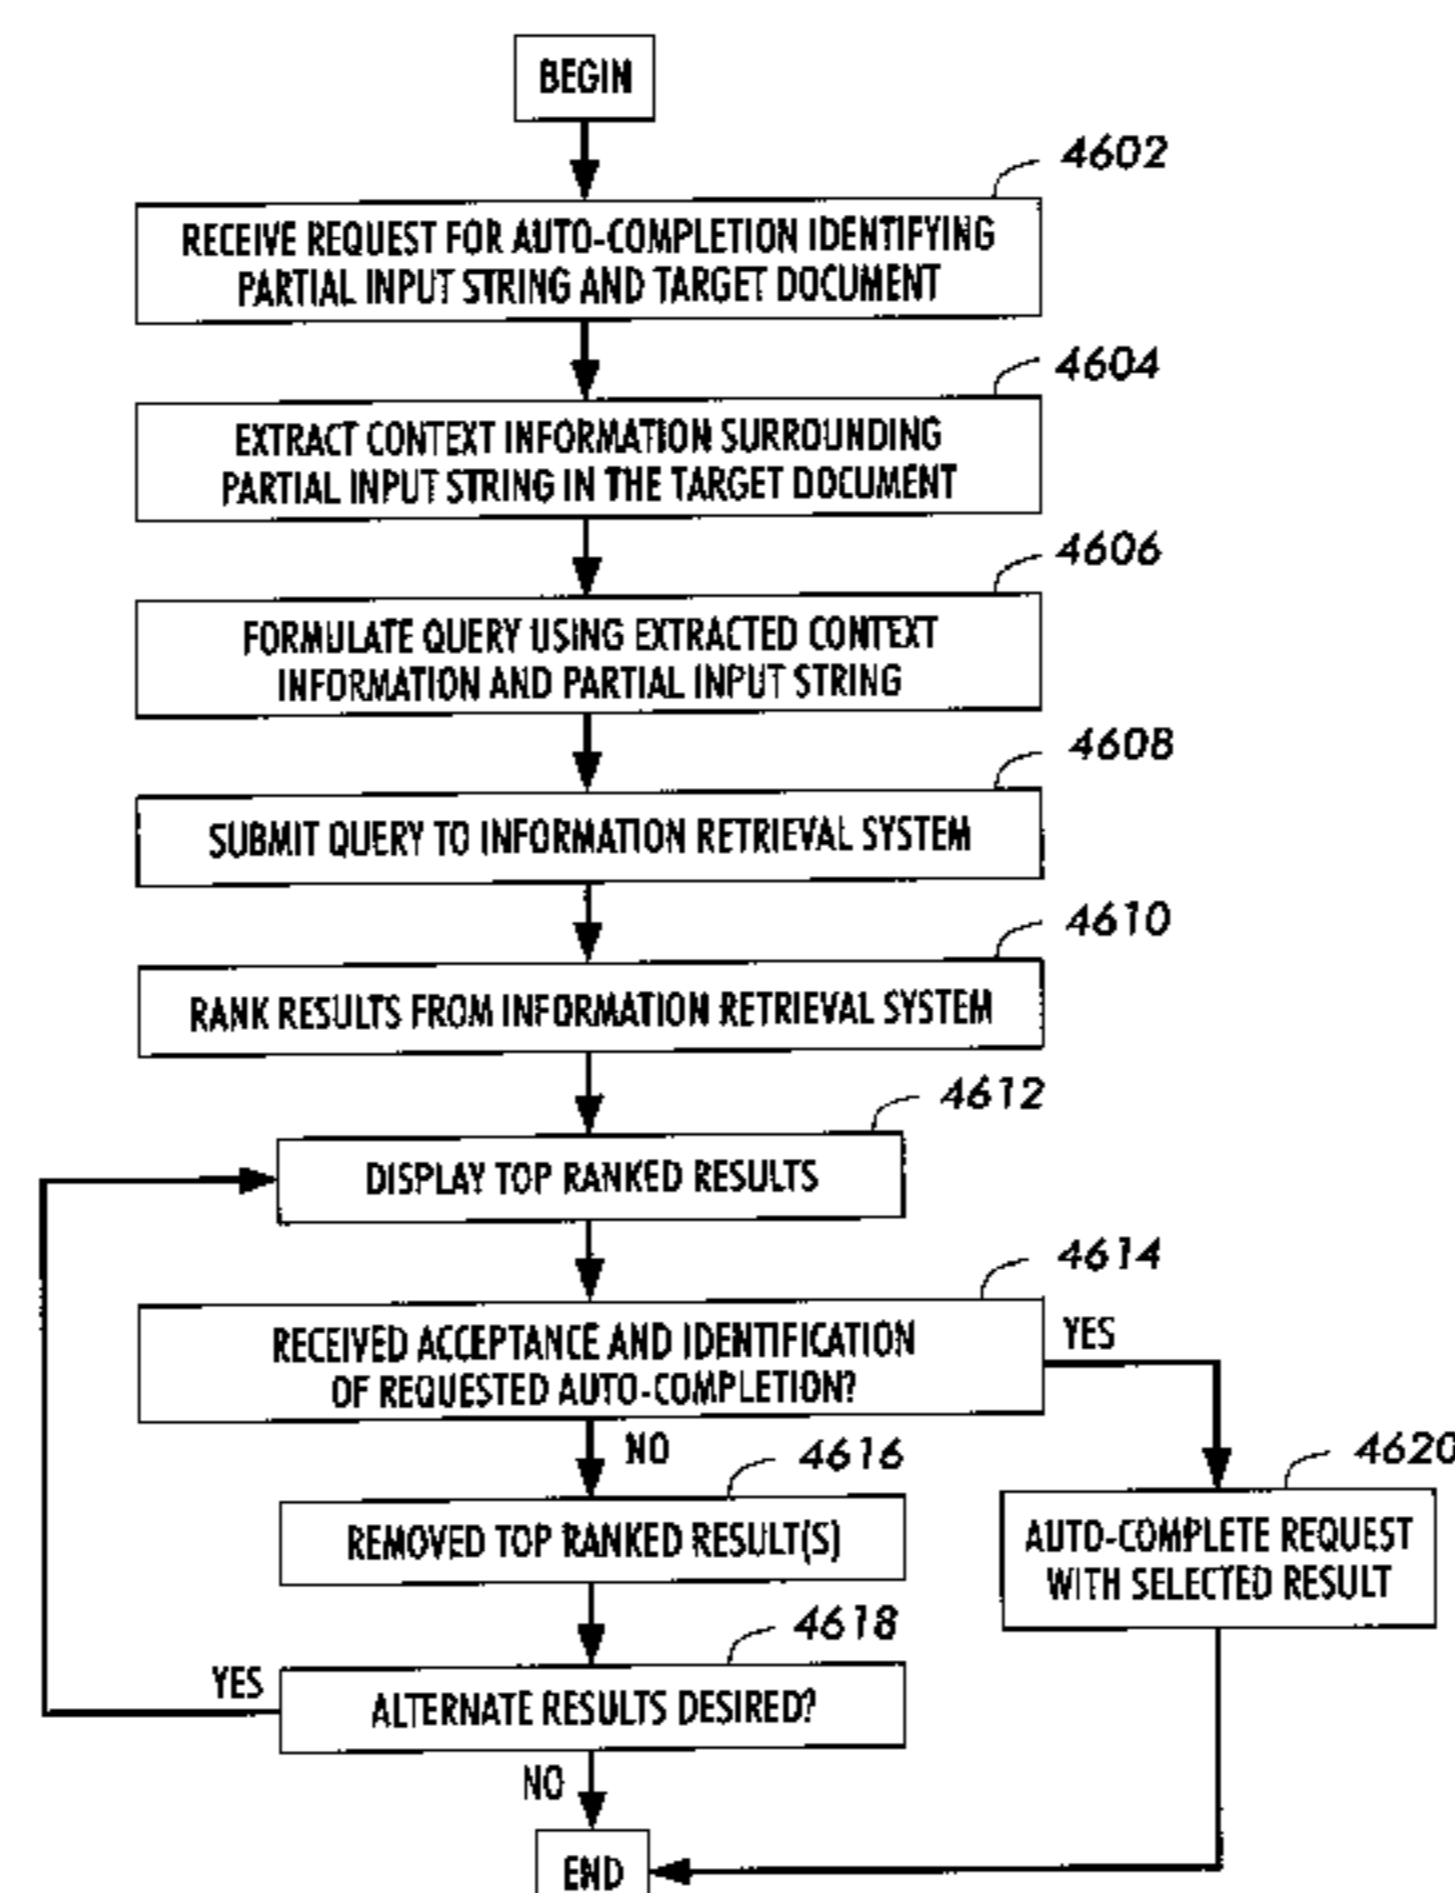 BEGIN
4602
RECEIVE REQUEST FOR AUTO-COMPLETION IDENTIFYING
PARTIAL INPUT STRING AND TARGET DOCUMENT
4604
EXTRACT CONTEXT INFORMATION SURROUNDING
PARTIAL INPUT STRING IN THE TARGET DOCUMENT
4606
FORMULATE QUERY USING EXTRACTED CONTEXT
INFORMATION AND PARTIAL INPUT STRING
4608
SUBMIT QUERY TO INFORMATION RETRIEVAL SYSTEM
4610
RANK RESULTS FROM INFORMATION RETRIEVAL SYSTEM
4612
DISPLAY TOP RANKED RESULTS
4614
RECEIVED ACCEPTANCE AND IDENTIFICATION
OF REQUESTED AUTO-COMPLETION?
YES
NO
4616
REMOVED TOP RANKED RESULT(S)
4620
AUTO-COMPLETE REQUEST
WITH SELECTED RESULT
4618
ALTERNATE RESULTS DESIRED?
YES
NO
END